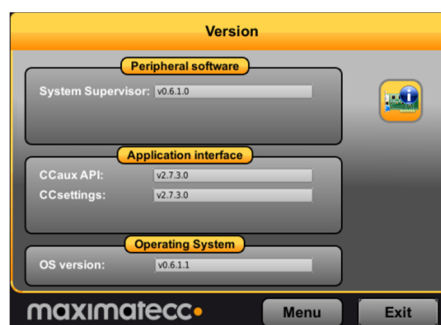 Version
Peripheral software
System Supervisor: v0.6.1.0
Application interface
CCaux API: v2.7.3.0
CCsettings: v2.7.3.0
Operating System
OS version: v0.6.1.1
maximatecc
Menu
Exit